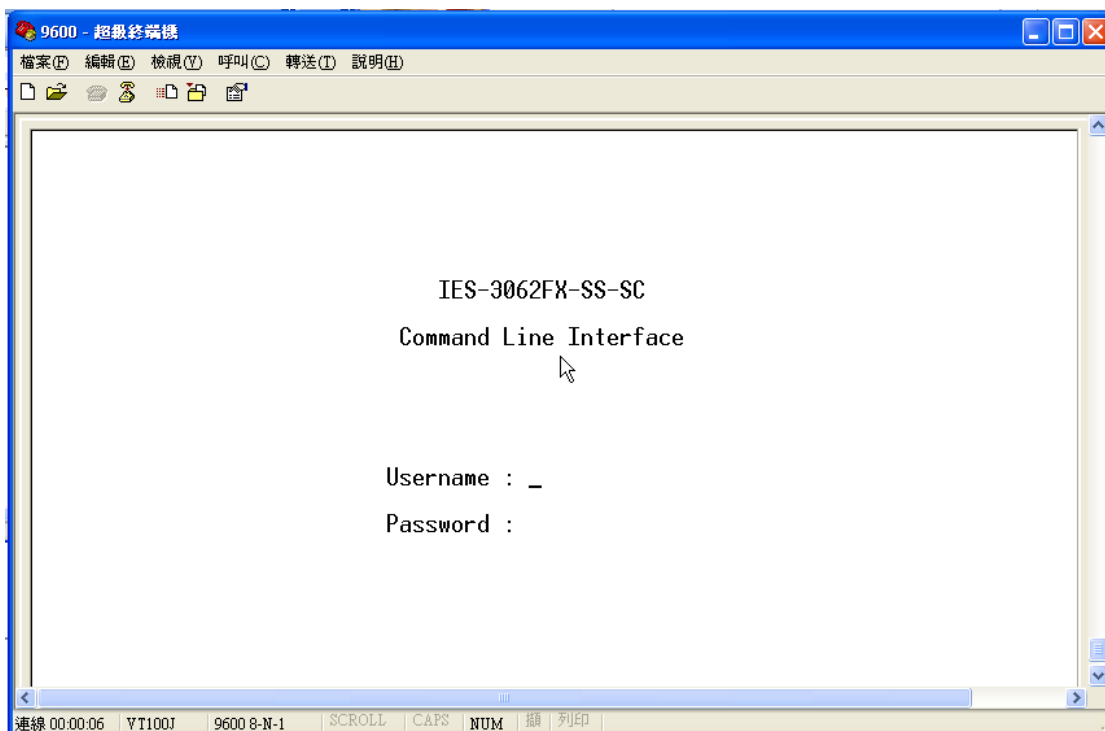 9600 - 超級終端機
檔案(F) 編輯(E) 檢視(V) 呼叫(C) 轉送(T) 説明(H)
IES-3062FX-SS-SC
Command Line Interface
Username : _
Password :
連線 00:00:06 VT100J 9600 8-N-1 SCROLL CAPS NUM 擷 列印